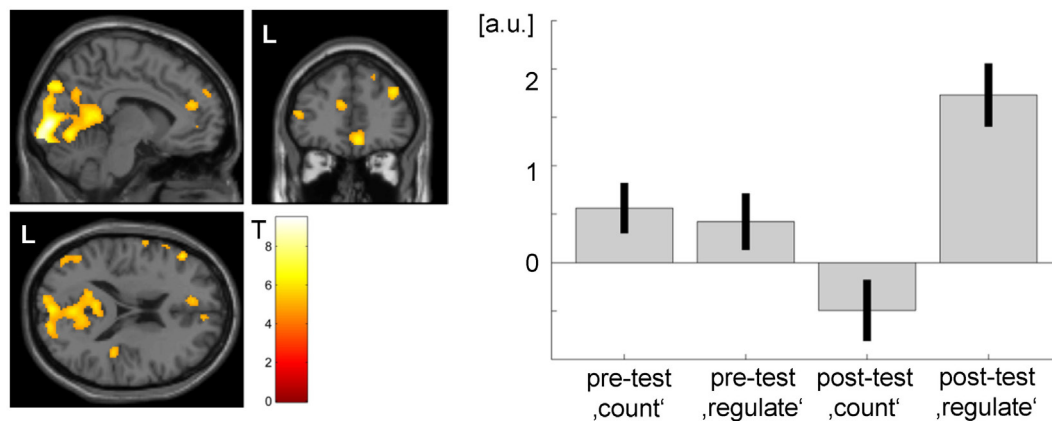 L
L
T
8
6
4
2
0
[a.u.]
2
1
0
pre-test
‚count‘
pre-test
‚regulate‘
post-test
‚count‘
post-test
‚regulate‘